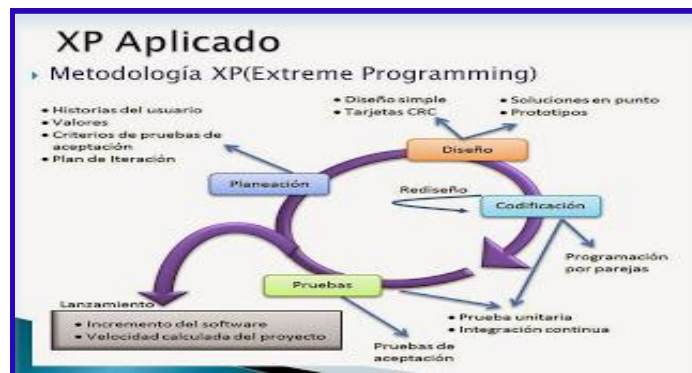 XP Aplicado
Metodología XP(Extreme Programming)
• Historias del usuario
• Valores
• Criterios de pruebas de
aceptación
• Plan de Iteración
• Diseño simple
• Tarjetas CRC
• Soluciones en punto
• Prototipos
Diseño
Planeación
Rediseño
Codificación
Programación
por parejas
Pruebas
Lanzamiento
• Incremento del software
• Velocidad calculada del proyecto
• Prueba unitaria
• Integración continua
Pruebas de
aceptación